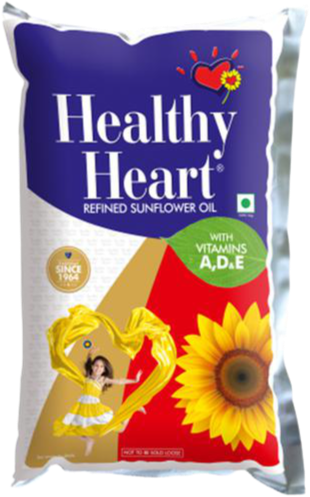 Healthy
Heart®
REFINED SUNFLOWER OIL
WITH
VITAMINS
A,D&E
SINCE
1964
NOT TO BE SOLD LOOSE